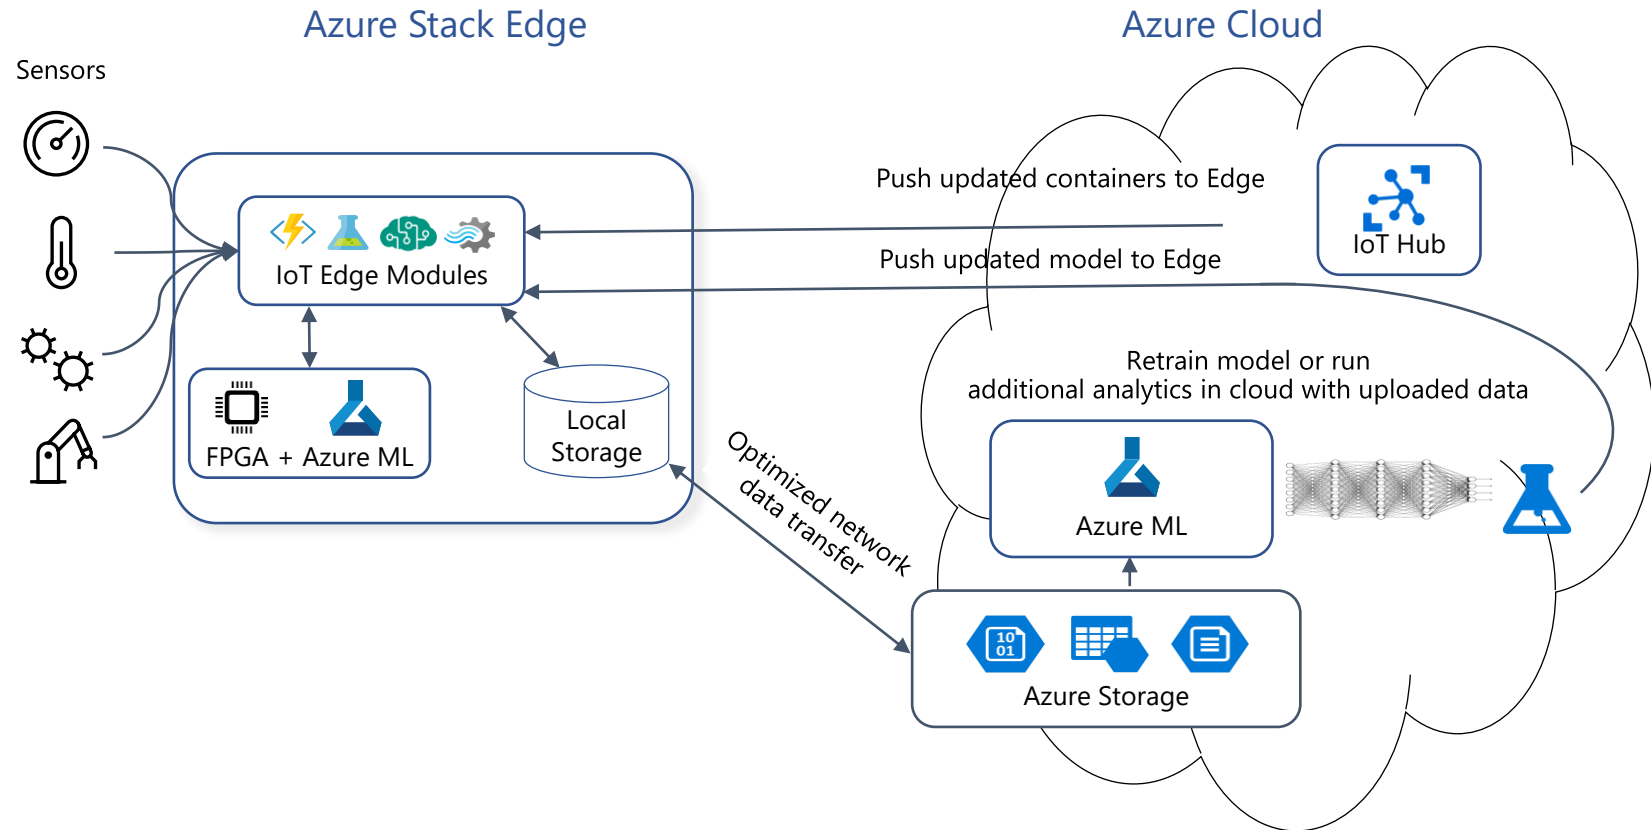 Azure Stack Edge
Azure Cloud
Sensors
Push updated containers to Edge
IoT Hub
IoT Edge Modules
Push updated model to Edge
Retrain model or run
additional analytics in cloud with uploaded data
FPGA + Azure ML
Local
Storage
Optimized network
data transfer
Azure ML
10
01
Azure Storage